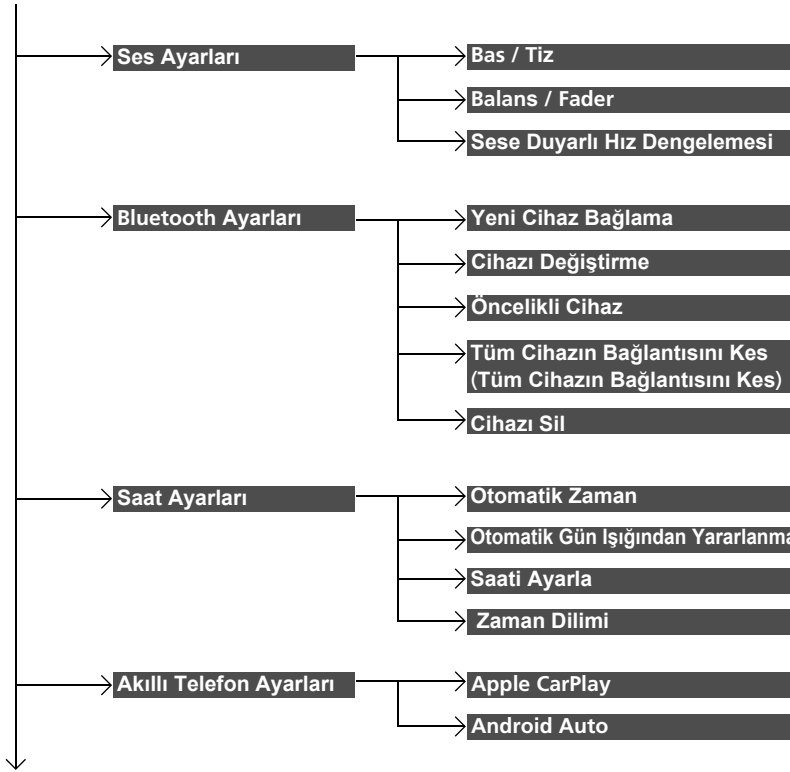 Ses Ayarları
Bas / Tiz
Balans / Fader
Sese Duyarlı Hız Dengelemesi
Bluetooth Ayarları
Yeni Cihaz Bağlama
Cihazı Değiştirme
Öncelikli Cihaz
Tüm Cihazın Bağlantısını Kes
(Tüm Cihazın Bağlantısını Kes)
Cihazı Sil
Saat Ayarları
Otomatik Zaman
Otomatik Gün Işığından Yararlanma
Saati Ayarla
Zaman Dilimi
Akıllı Telefon Ayarları
Apple CarPlay
Android Auto